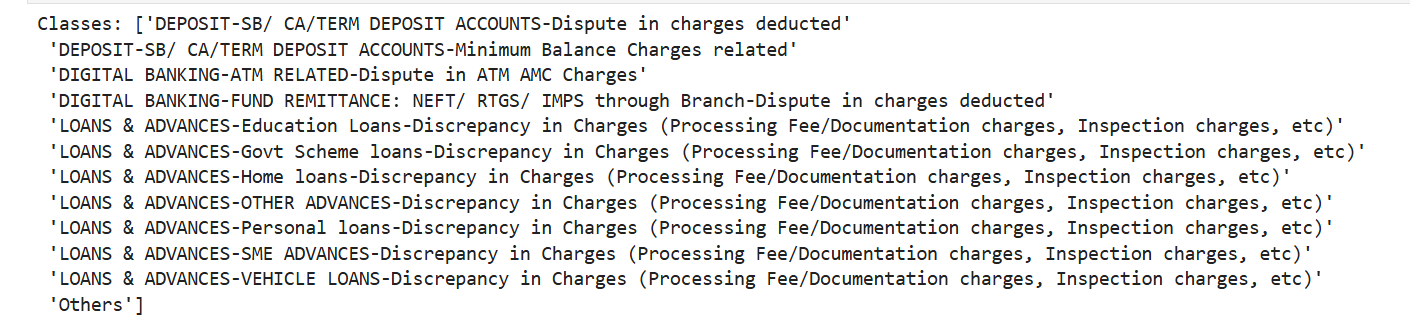 Classes: ['DEPOSIT-SB/ CA/TERM DEPOSIT ACCOUNTS-Dispute in charges deducted'
'DEPOSIT-SB/ CA/TERM DEPOSIT ACCOUNTS-Minimum Balance Charges related'
'DIGITAL BANKING-ATM RELATED-Dispute in ATM AMC Charges'
'DIGITAL BANKING-FUND REMITTANCE: NEFT/ RTGS/ IMPS through Branch-Dispute in charges deducted'
'LOANS & ADVANCES-Education Loans-Discrepancy in Charges (Processing Fee/Documentation charges, Inspection charges, etc)'
'LOANS & ADVANCES-Govt Scheme loans-Discrepancy in Charges (Processing Fee/Documentation charges, Inspection charges, etc)'
'LOANS & ADVANCES-Home loans-Discrepancy in Charges (Processing Fee/Documentation charges, Inspection charges, etc)'
'LOANS & ADVANCES-OTHER ADVANCES-Discrepancy in Charges (Processing Fee/Documentation charges, Inspection charges, etc)'
'LOANS & ADVANCES-Personal loans-Discrepancy in Charges (Processing Fee/Documentation charges, Inspection charges, etc)'
'LOANS & ADVANCES-SME ADVANCES-Discrepancy in Charges (Processing Fee/Documentation charges, Inspection charges, etc)'
'LOANS & ADVANCES-VEHICLE LOANS-Discrepancy in Charges (Processing Fee/Documentation charges, Inspection charges, etc)'
'Others']